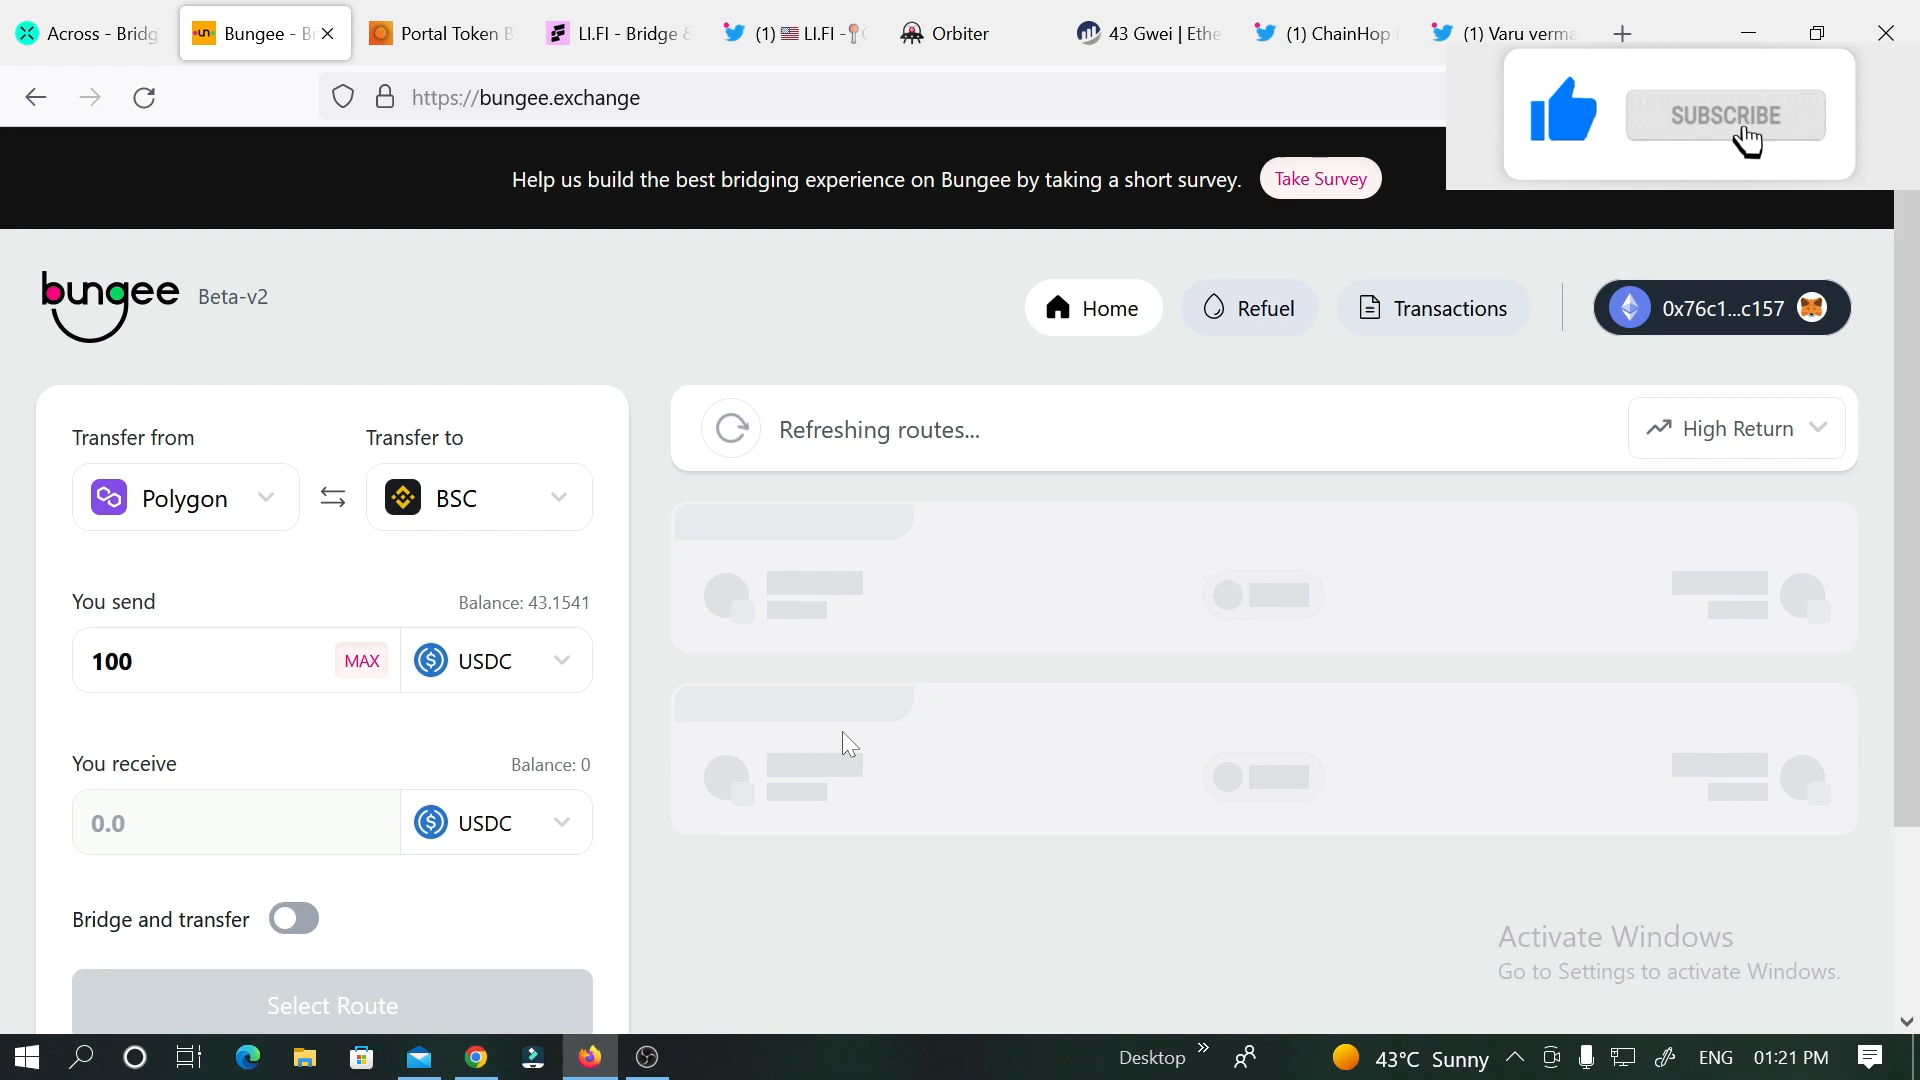 Across - Bridg
Bungee - Br
Portal Token B
LI.FI - Bridge &
(1) LI.FI -
Orbiter
43 Gwei | Ethe
(1) ChainHop
(1) Varu verma
https://bungee.exchange
SUBSCRIBE
Help us build the best bridging experience on Bungee by taking a short survey.
Take Survey
bungee
Beta-v2
Home
Refuel
Transactions
0x76c1...c157
Transfer from
Transfer to
Polygon
BSC
Refreshing routes...
High Return
You send
Balance: 43.1541
100
MAX
USDC
You receive
Balance: 0
0.0
USDC
Bridge and transfer
Select Route
Activate Windows
Go to Settings to activate Windows.
Desktop
43°C Sunny
ENG
01:21 PM